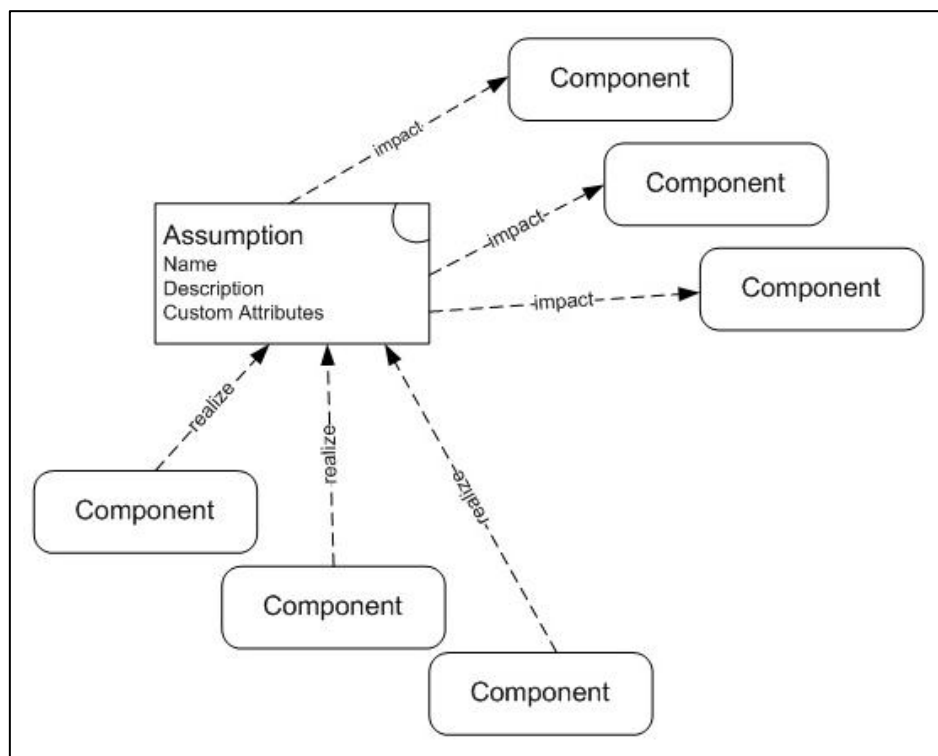 Component
impact
Component
impact
Assumption
Name
Description
Custom Attributes
Component
impact
realize
realize
realize
Component
Component
Component